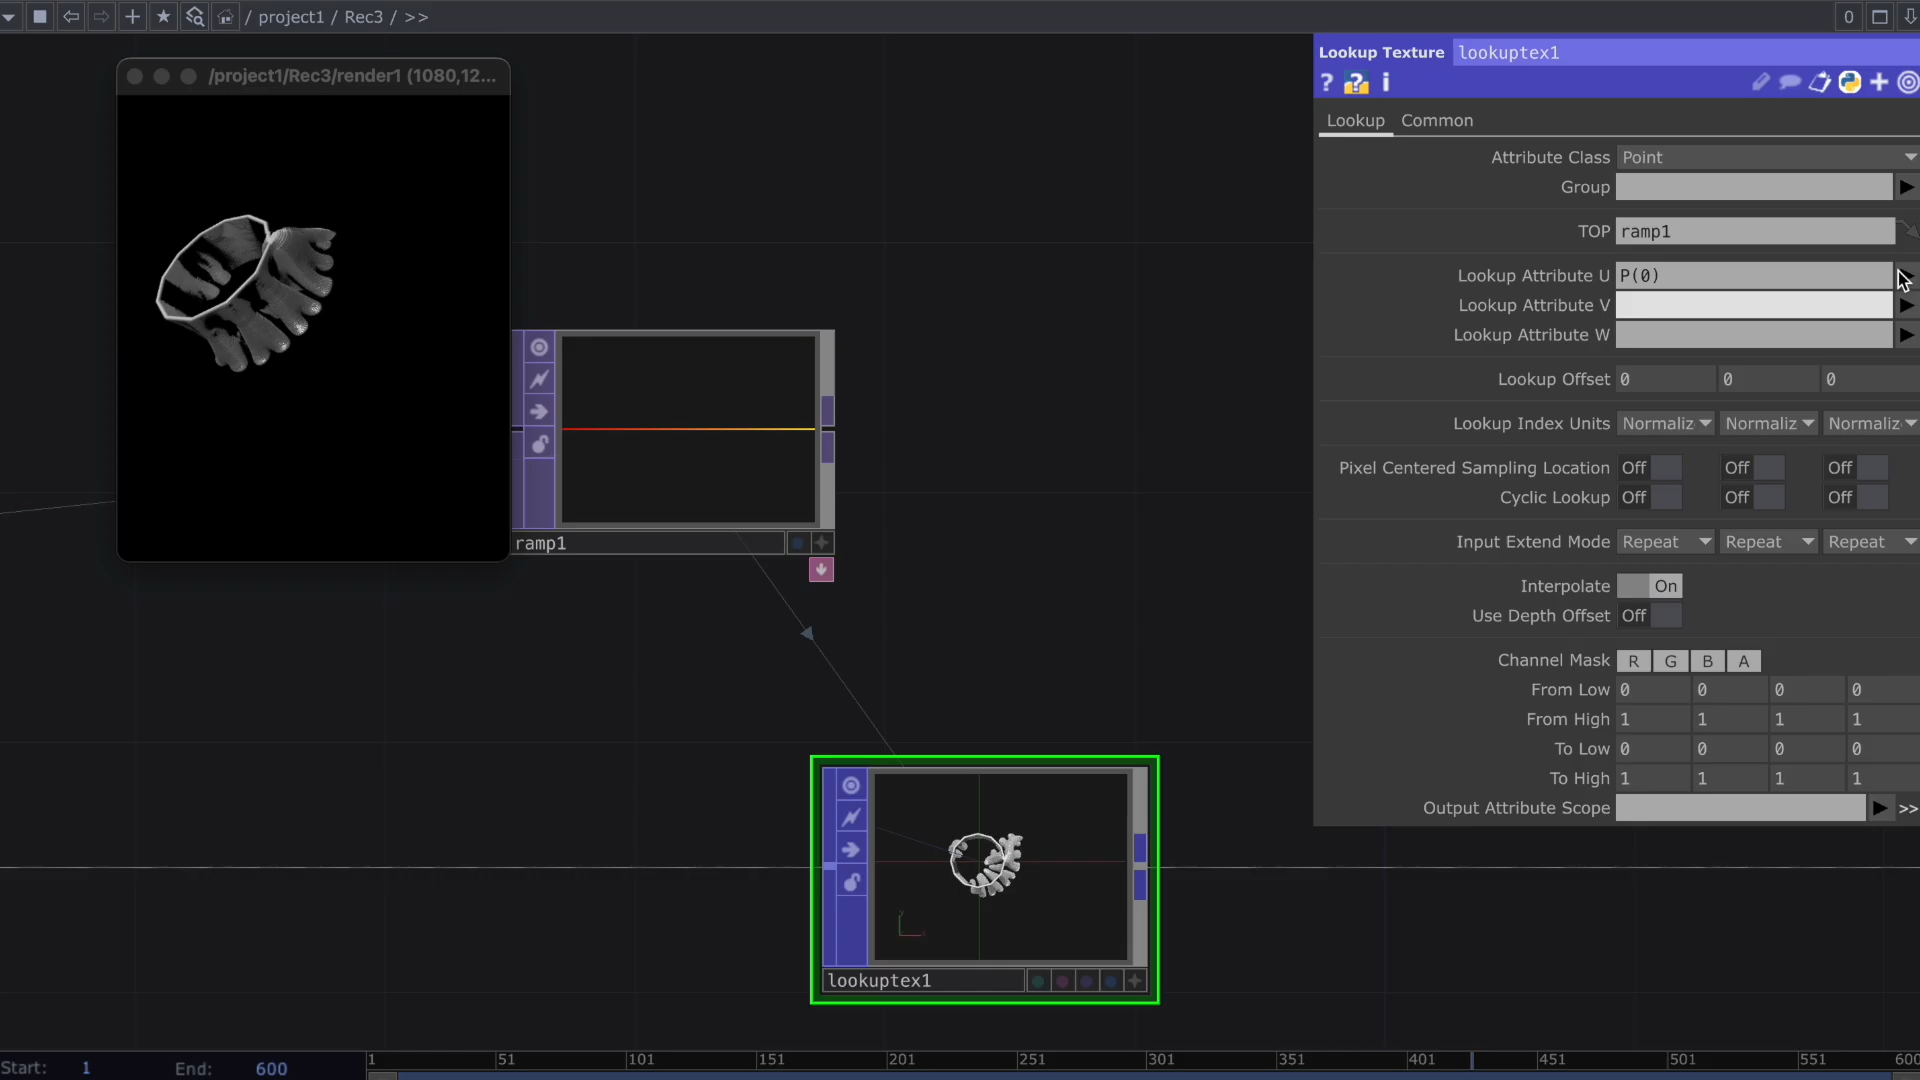 / project1 / Rec3 / >>
0
/project1/Rec3/render1 (1080,12...
ramp1
lookuptex1
Lookup Texture lookuptex1
? ? i
Lookup Common
Attribute Class Point
Group
TOP ramp1
Lookup Attribute U P(0)
Lookup Attribute V
Lookup Attribute W
Lookup Offset 0 0 0
Lookup Index Units Normaliz Normaliz Normaliz
Pixel Centered Sampling Location Off Off Off
Cyclic Lookup Off Off Off
Input Extend Mode Repeat Repeat Repeat
Interpolate On
Use Depth Offset Off
Channel Mask R G B A
From Low 0 0 0 0
From High 1 1 1 1
To Low 0 0 0 0
To High 1 1 1 1
Output Attribute Scope >>
Start: 1 End: 600
1 51 101 151 201 251 301 351 401 451 501 551 600